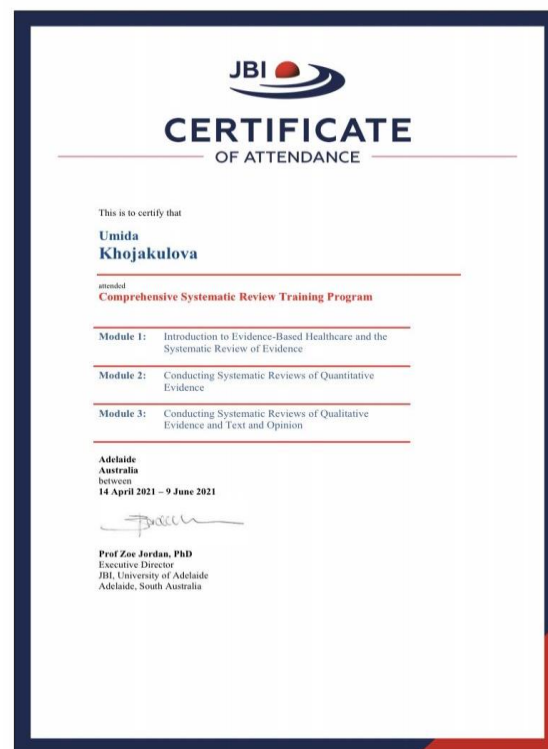 JBI
CERTIFICATE
OF ATTENDANCE
This is to certify that
Umida
Khojakulova
attended
Comprehensive Systematic Review Training Program
Module 1: Introduction to Evidence-Based Healthcare and the
Systematic Review of Evidence
Module 2: Conducting Systematic Reviews of Quantitative
Evidence
Module 3: Conducting Systematic Reviews of Qualitative
Evidence and Text and Opinion
Adelaide
Australia
between
14 April 2021 – 9 June 2021
Prof Zoe Jordan, PhD
Executive Director
JBI, University of Adelaide
Adelaide, South Australia